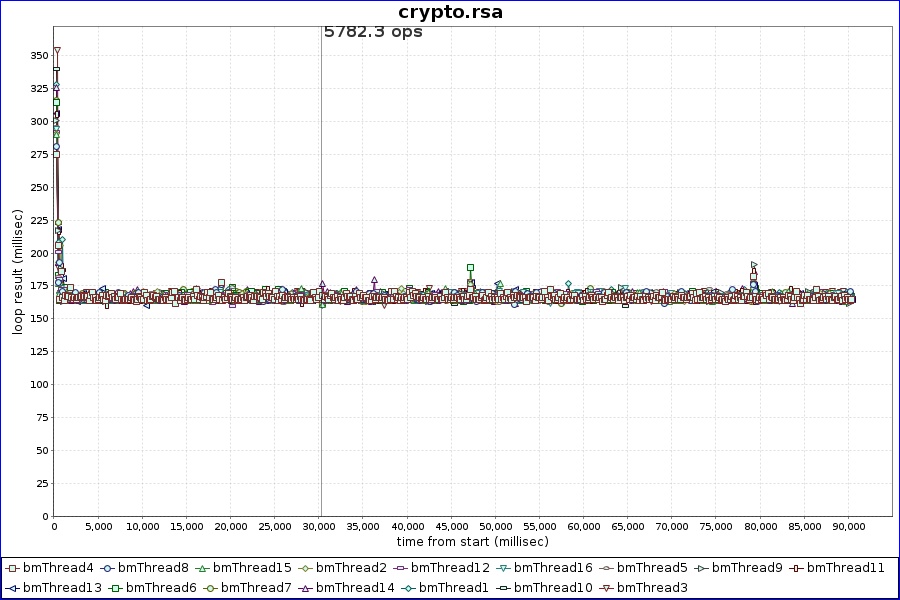 crypto.rsa
5782.3 ops
350
325
300
275
250
225
200
175
150
125
100
75
50
25
0
loop result (millisec)
0 5,000 10,000 15,000 20,000 25,000 30,000 35,000 40,000 45,000 50,000 55,000 60,000 65,000 70,000 75,000 80,000 85,000 90,000
time from start (millisec)
bmThread4 bmThread8 bmThread15 bmThread2 bmThread12 bmThread16 bmThread5 bmThread9 bmThread11
bmThread13 bmThread6 bmThread7 bmThread14 bmThread1 bmThread10 bmThread3